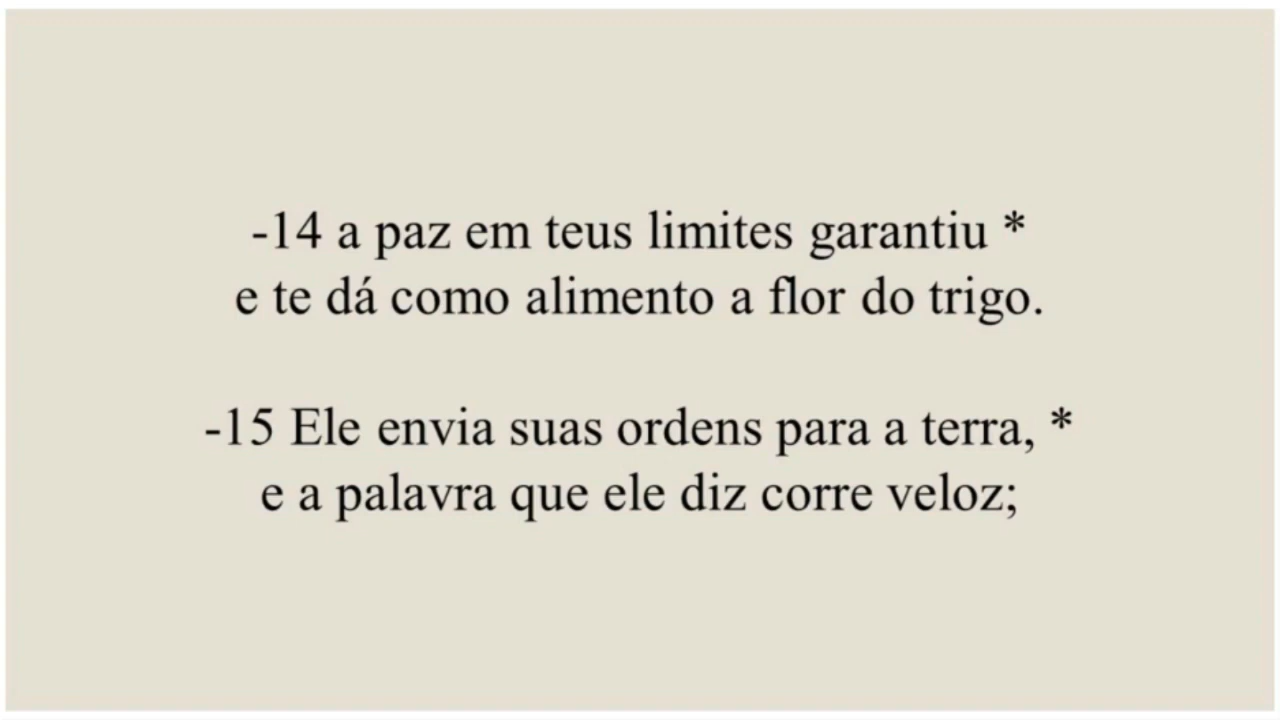 -14 a paz em teus limites garantiu *
e te dá como alimento a flor do trigo.
-15 Ele envia suas ordens para a terra, *
e a palavra que ele diz corre veloz;